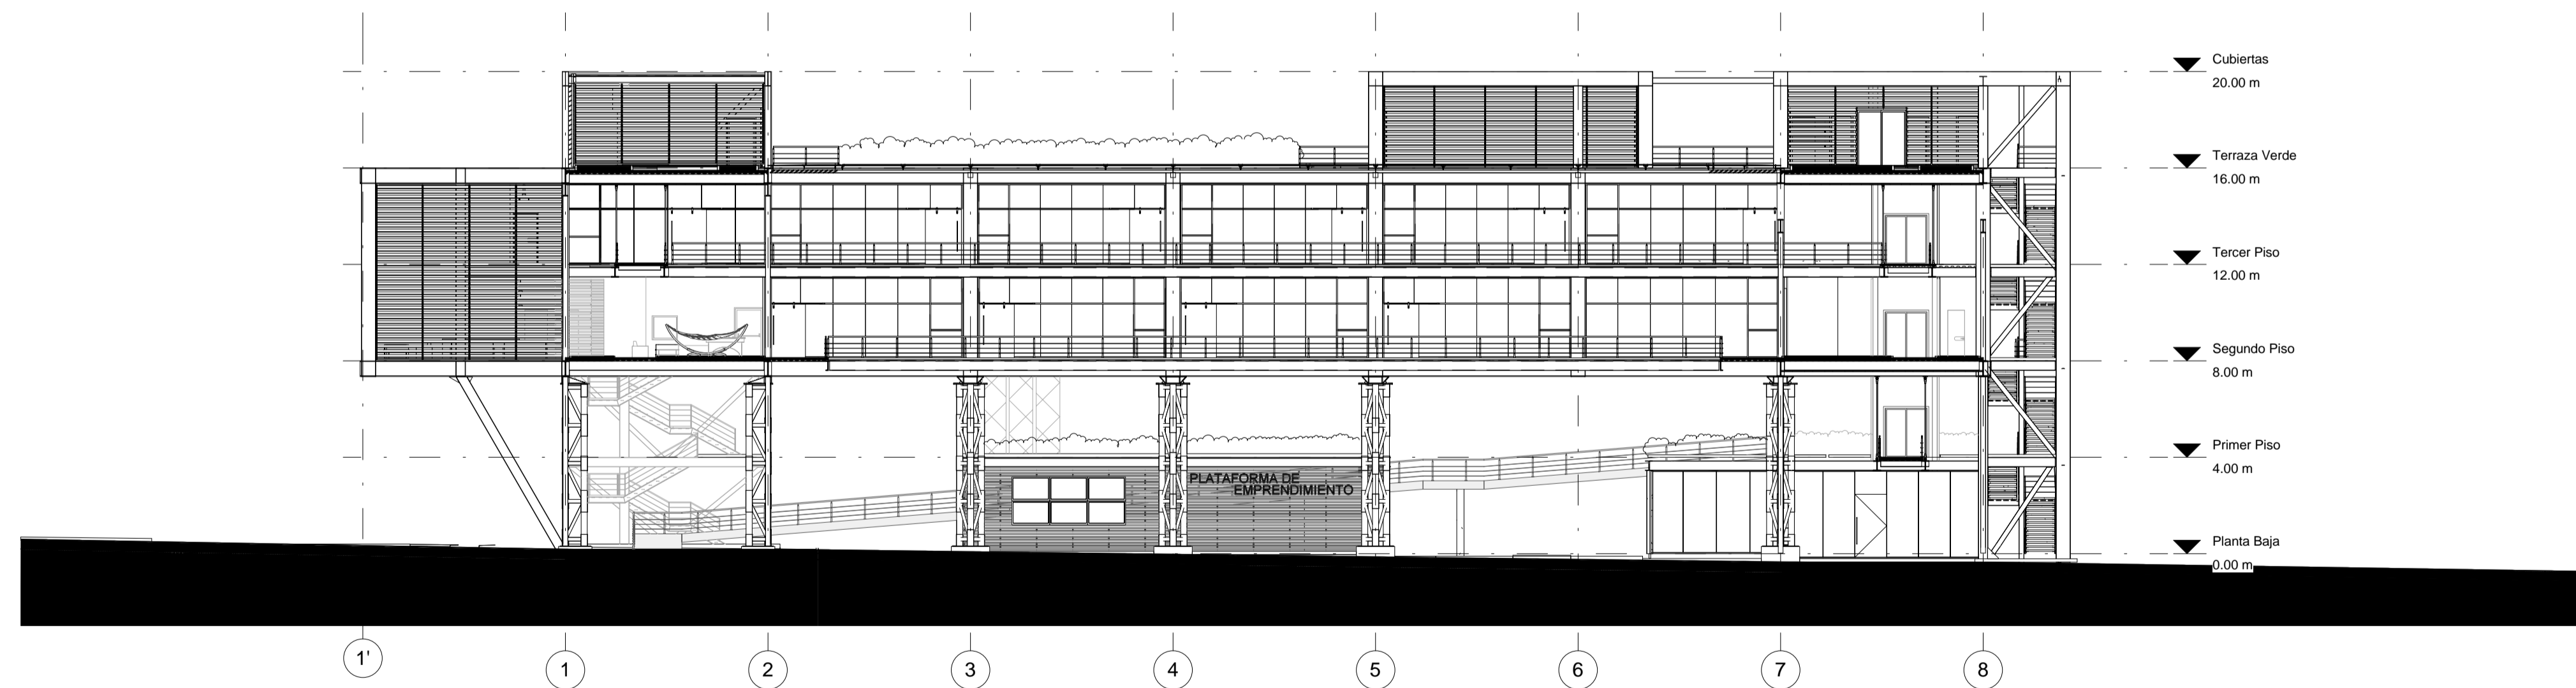 Cubiertas
20.00 m
Terraza Verde
16.00 m
Tercer Piso
12.00 m
Segundo Piso
8.00 m
Primer Piso
4.00 m
PLATAFORMA DE
EMPRENDIMIENTO
Planta Baja
0.00 m
1' 1 2 3 4 5 6 7 8